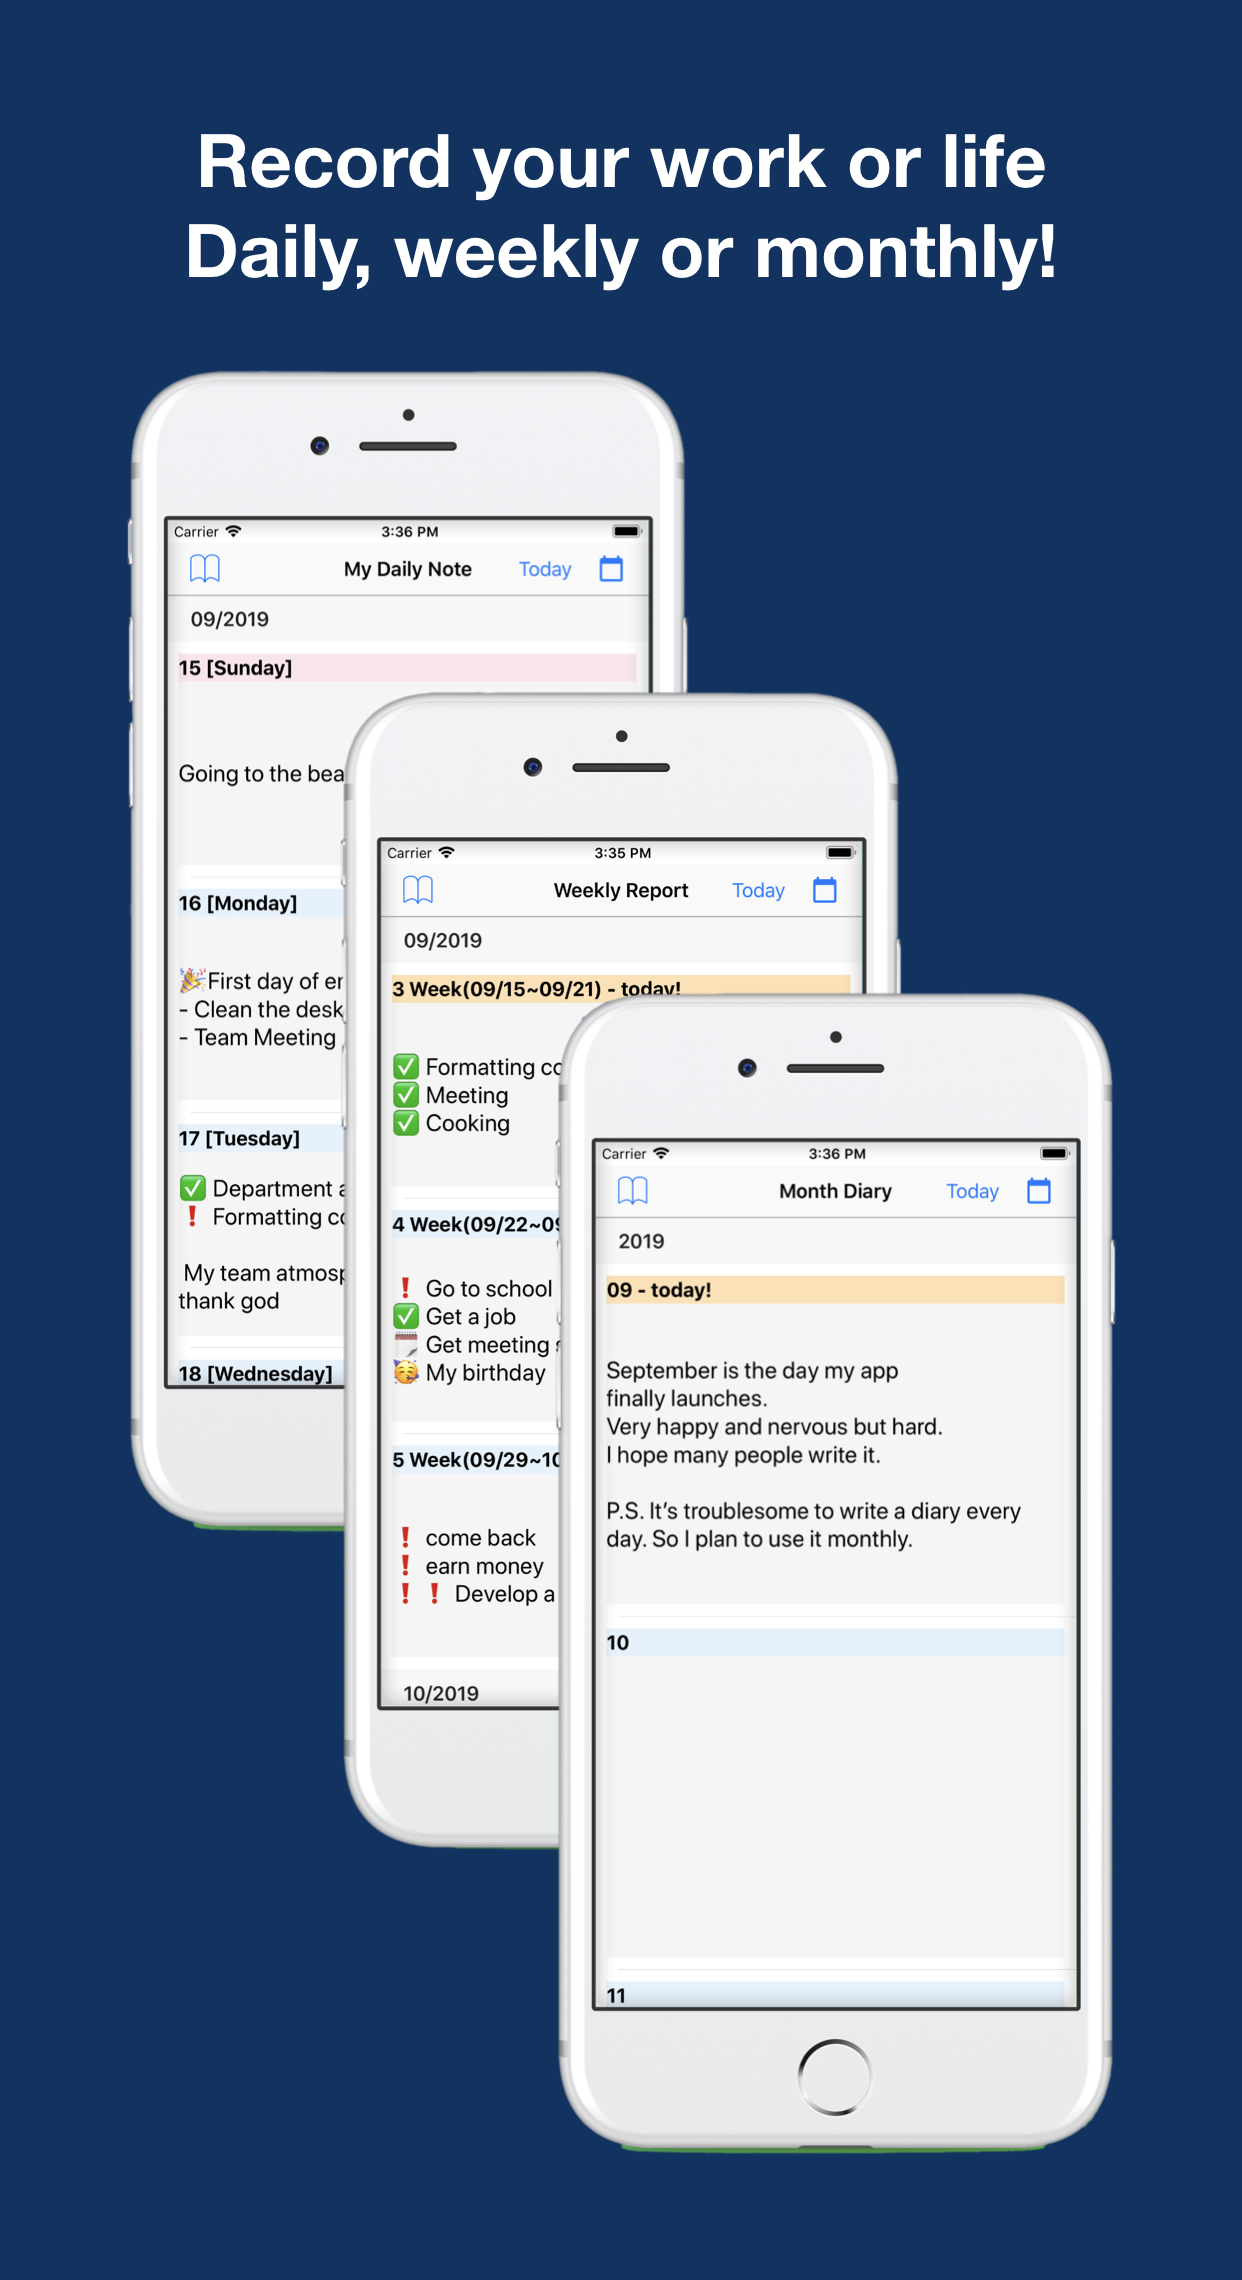 Record your work or life
Daily, weekly or monthly!
Carrier 3:36 PM
My Daily Note Today
09/2019
15 [Sunday]
Going to the
16 [Monday]
🎉First day of
- Clean the desk
- Team Meeting
17 [Tuesday]
✅ Department
❗ Formatting
My team
thank god
18 [Wednesday]
Carrier 3:35 PM
Weekly Report Today
09/2019
3 Week(09/15~09/21) - today!
✅ Formatting
✅ Meeting
✅ Cooking
4 Week(09/22~
❗ Go to school
✅ Get a job
🗓 Get meeting
🥳 My birthday
5 Week(09/29~
❗ come back
❗ earn money
❗❗ Develop a
10/2019
Carrier 3:36 PM
Month Diary Today
2019
09 - today!
September is the day my app
finally launches.
Very happy and nervous but hard.
I hope many people write it.
P.S. It’s troublesome to write a diary every
day. So I plan to use it monthly.
10
11